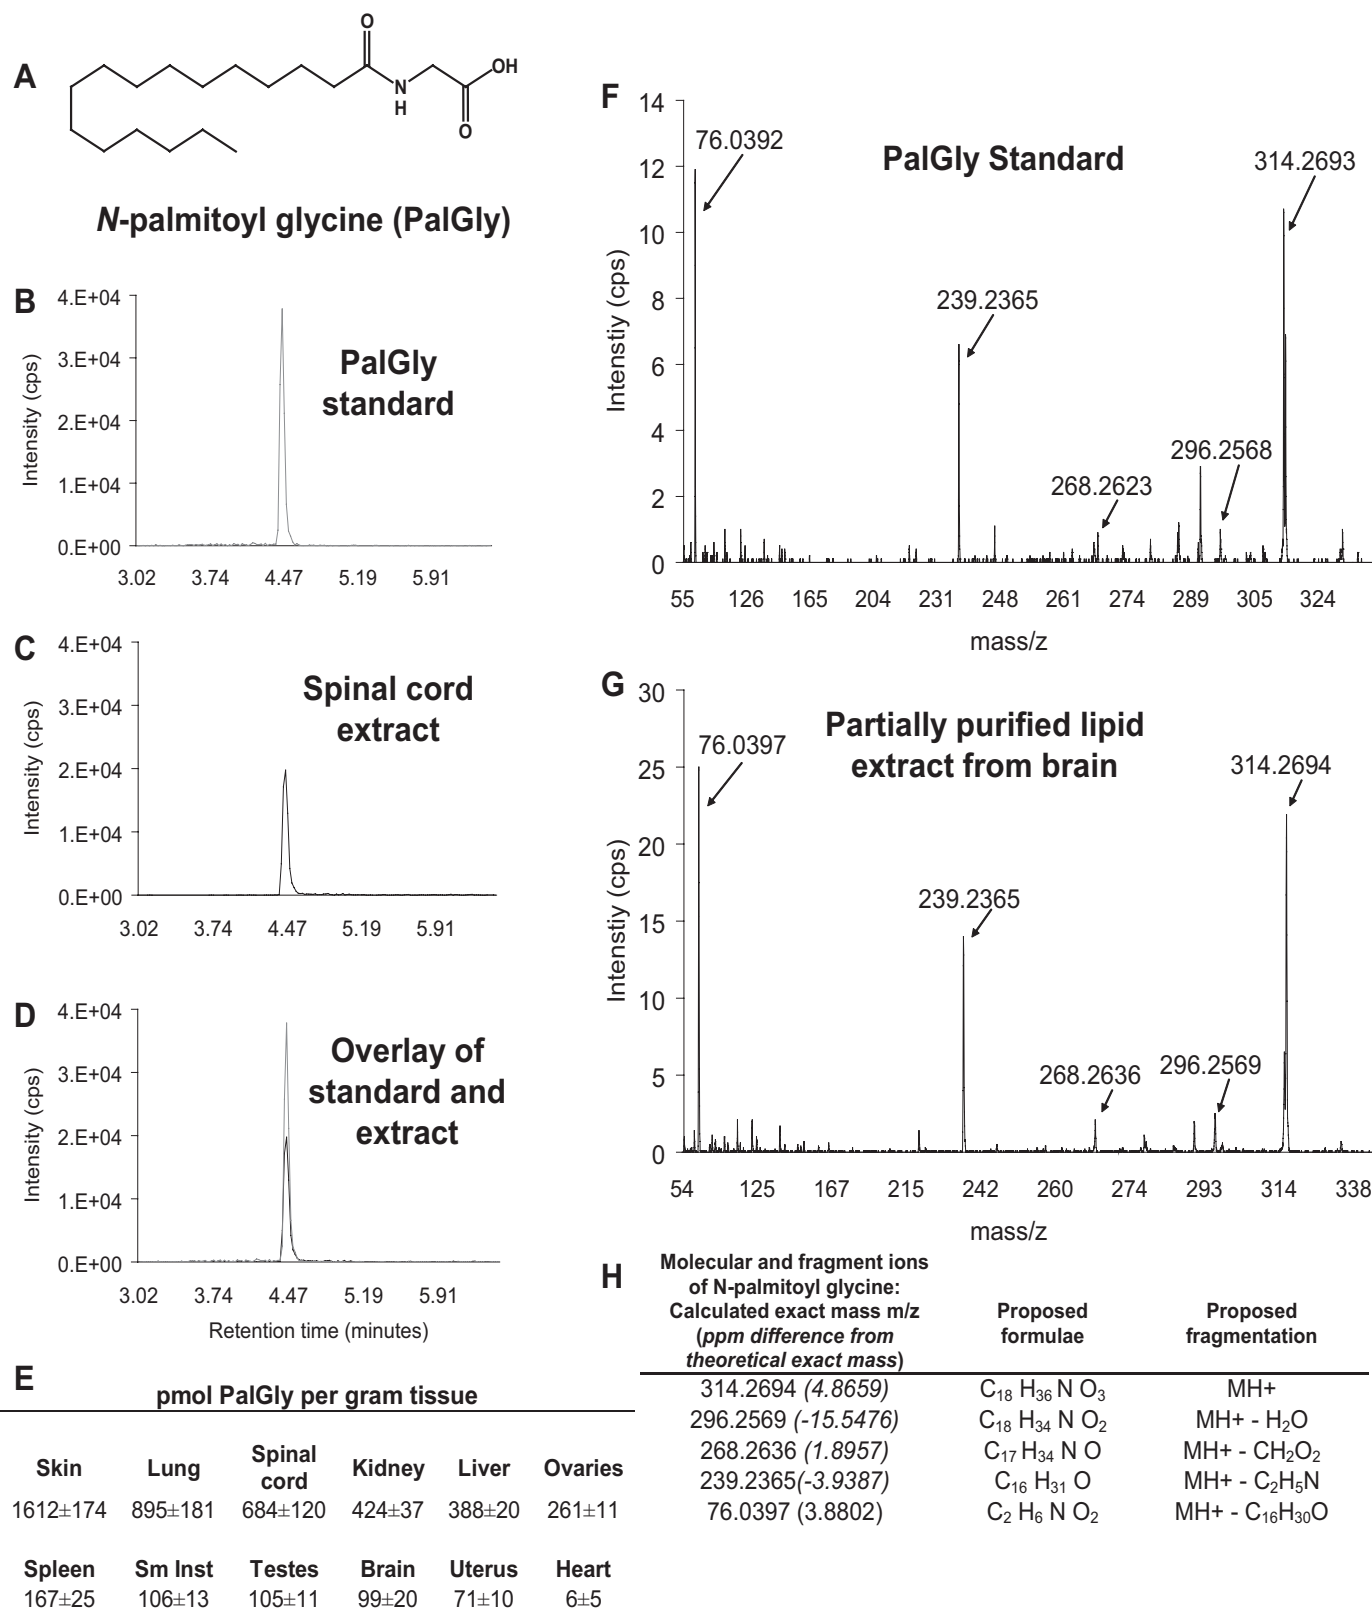 A
O
OH
N
H
O
N-palmitoyl glycine (PalGly)
B
4.E+04
3.E+04
2.E+04
1.E+04
0.E+00
Intensity (cps)
PalGly
standard
3.02 3.74 4.47 5.19 5.91
C
4.E+04
3.E+04
2.E+04
1.E+04
0.E+00
Intensity (cps)
Spinal cord
extract
3.02 3.74 4.47 5.19 5.91
D
4.E+04
3.E+04
2.E+04
1.E+04
0.E+00
Intensity (cps)
Overlay of
standard and
extract
3.02 3.74 4.47 5.19 5.91
Retention time (minutes)
E
pmol PalGly per gram tissue
Skin Lung Spinal cord Kidney Liver Ovaries
1612±174 895±181 684±120 424±37 388±20 261±11
Spleen Sm Inst Testes Brain Uterus Heart
167±25 106±13 105±11 99±20 71±10 6±5
F
14
12
10
8
6
4
2
0
Intenstiy (cps)
PalGly Standard
76.0392
239.2365
268.2623
296.2568
314.2693
55 126 165 204 231 248 261 274 289 305 324
mass/z
G
30
25
20
15
10
5
0
Intenstiy (cps)
Partially purified lipid
extract from brain
76.0397
239.2365
268.2636
296.2569
314.2694
54 125 167 215 242 260 274 293 314 338
mass/z
H
Molecular and fragment ions
of N-palmitoyl glycine:
Calculated exact mass m/z
(ppm difference from
theoretical exact mass)
Proposed
formulae
Proposed
fragmentation
314.2694 (4.8659) C18 H36 N O3 MH+
296.2569 (-15.5476) C18 H34 N O2 MH+ - H2O
268.2636 (1.8957) C17 H34 N O MH+ - CH2O2
239.2365(-3.9387) C16 H31 O MH+ - C2H5N
76.0397 (3.8802) C2 H6 N O2 MH+ - C16H30O